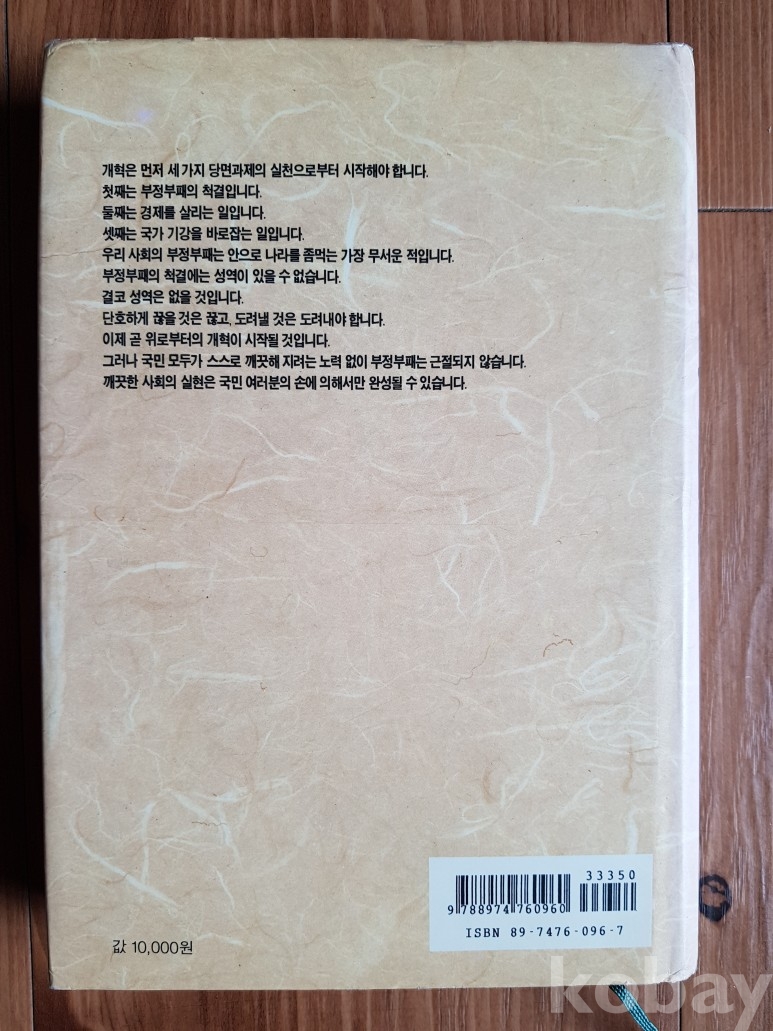 개혁은 먼저 세 가지 당면과제의 실천으로부터 시작해야 합니다.
첫째는 부정부패의 척결입니다.
둘째는 경제를 살리는 일입니다.
셋째는 국가 기강을 바로잡는 일입니다.
우리 사회의 부정부패는 안으로 나라를 좀먹는 가장 무서운 적입니다.
부정부패의 척결에는 성역이 있을 수 없습니다.
결코 성역은 없을 것입니다.
단호하게 끊을 것은 끊고, 도려낼 것은 도려내야 합니다.
이제 곧 위로부터의 개혁이 시작될 것입니다.
그러나 국민 모두가 스스로 깨끗해 지려는 노력 없이 부정부패는 근절되지 않습니다.
깨끗한 사회의 실현은 국민 여러분의 손에 의해서만 완성될 수 있습니다.
33350
9 788974 760960
ISBN 89-7476-096-7
값 10,000원
kobay